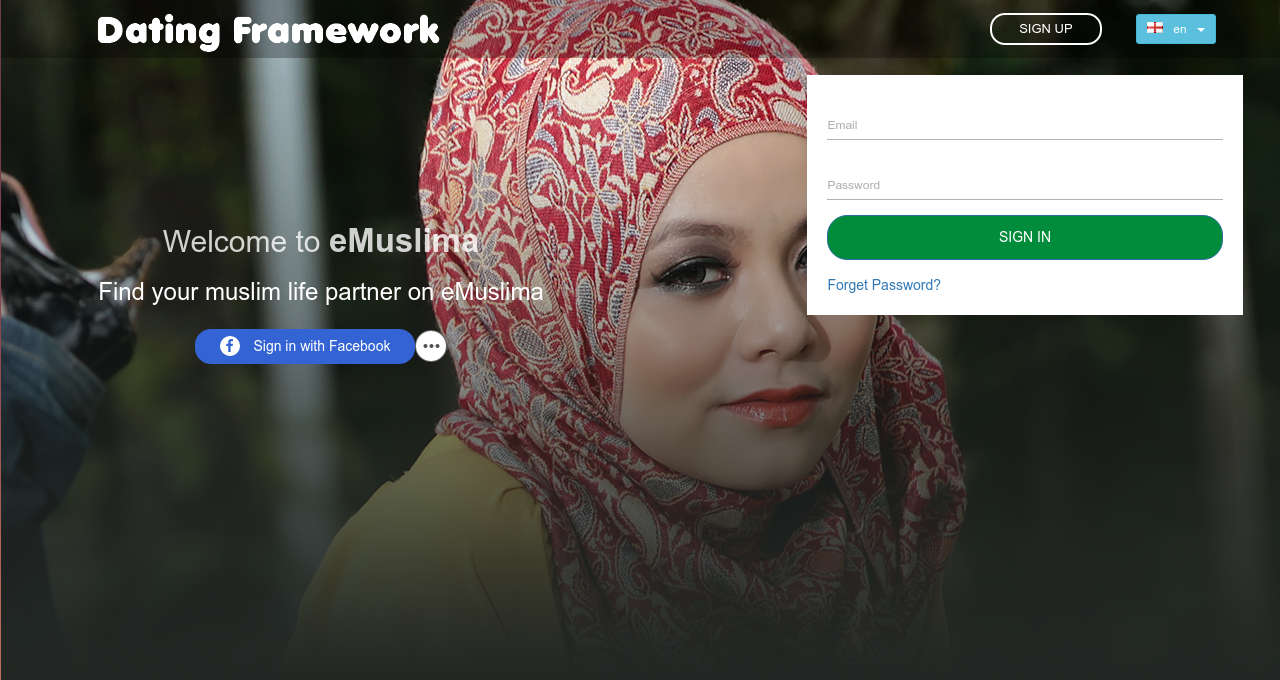 Dating Framework
SIGN UP
en
Email
Password
SIGN IN
Forget Password?
Welcome to eMuslima
Find your muslim life partner on eMuslima
Sign in with Facebook